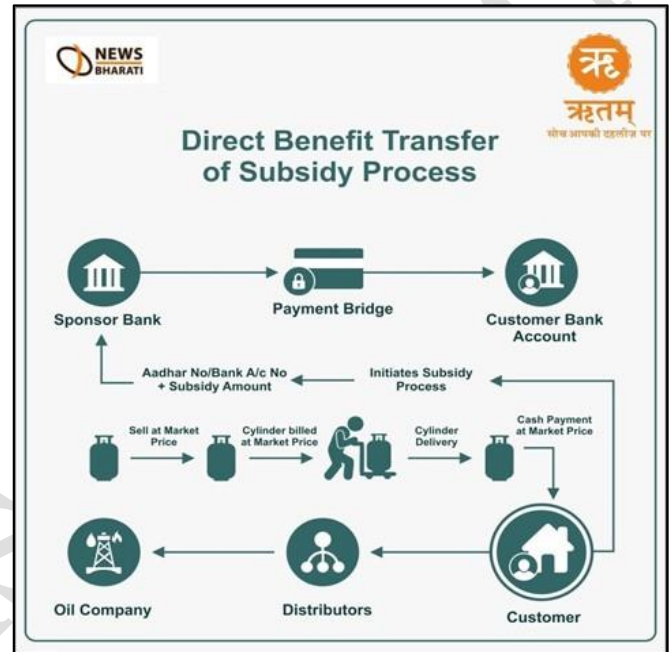 NEWS
BHARATI
ऋ
ऋतम्
सोच आपकी दहलीज़ पर
Direct Benefit Transfer
of Subsidy Process
Sponsor Bank
Payment Bridge
Customer Bank
Account
Aadhar No/Bank A/c No
+ Subsidy Amount
Initiates Subsidy
Process
Sell at Market
Price
Cylinder billed
at Market Price
Cylinder
Delivery
Cash Payment
at Market Price
Oil Company
Distributors
Customer